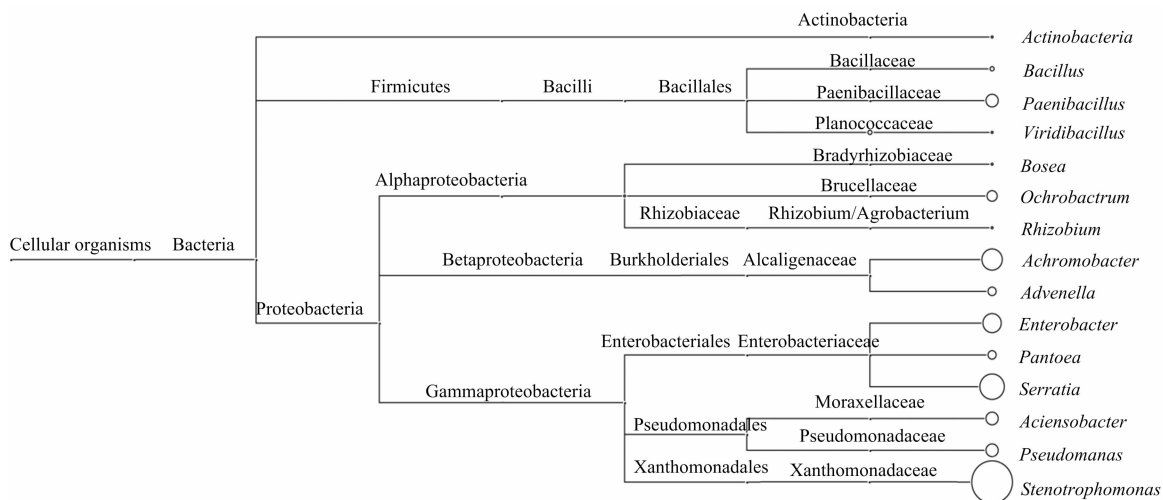 Actinobacteria
Actinobacteria
Bacillaceae
Bacillus
Firmicutes Bacilli Bacillales Paenibacillaceae
Paenibacillus
Planococcaceae
Viridibacillus
Bradyrhizobiaceae
Bosea
Alphaproteobacteria Brucellaceae
Ochrobactrum
Rhizobiaceae Rhizobium/Agrobacterium
Rhizobium
Cellular organisms Bacteria
Betaproteobacteria Burkholderiales Alcaligenaceae
Achromobacter
Advenella
Proteobacteria
Enterobacter
Enterobacteriales Enterobacteriaceae
Pantoea
Gammaproteobacteria
Serratia
Moraxellaceae
Aciensobacter
Pseudomonadales
Pseudomonadaceae
Pseudomanas
Xanthomonadales Xanthomonadaceae
Stenotrophomonas